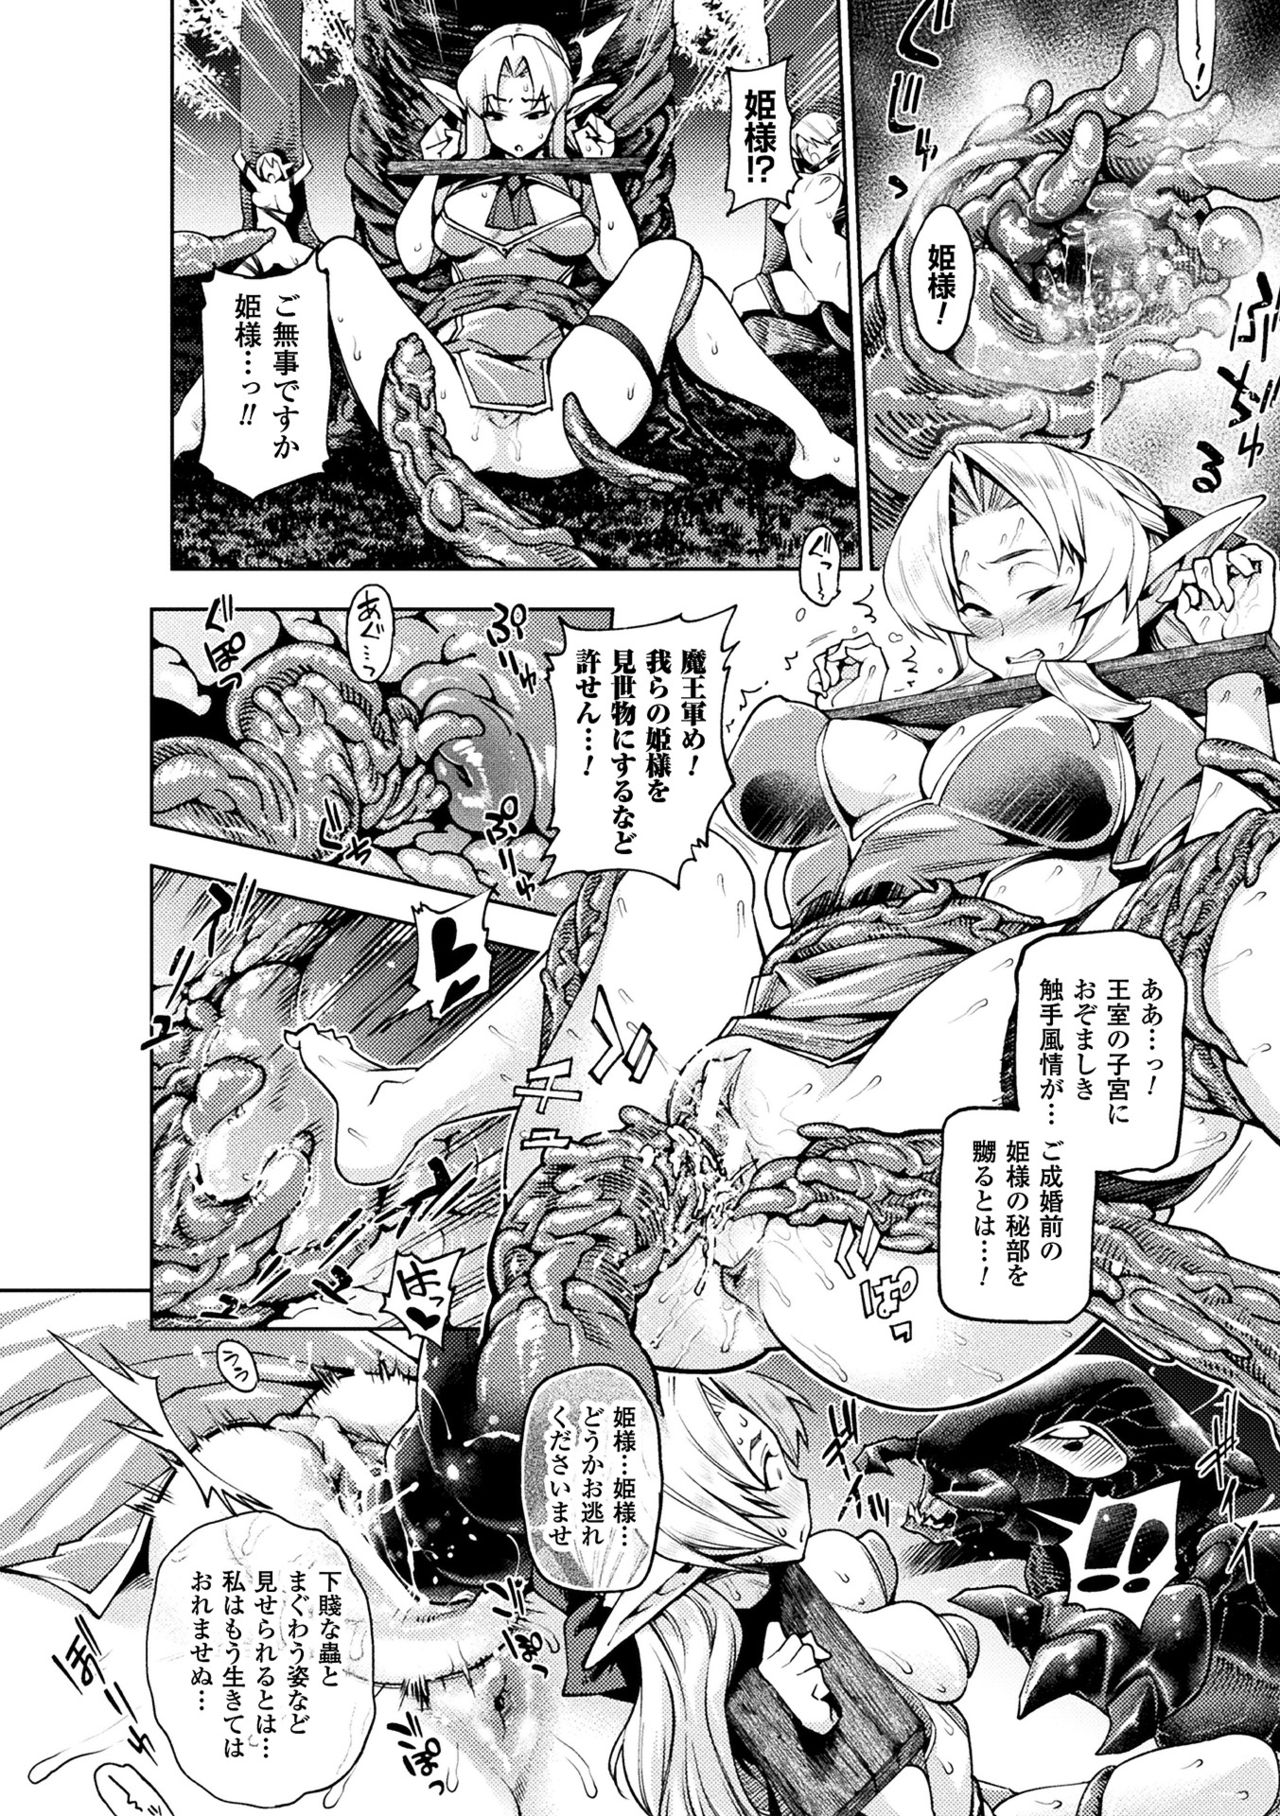 姫様！
姫様!?
ご無事ですか
姫様…っ!!
ぐっ…
魔王軍め！
我らの姫様を
見世物にするなど
許せん…！
あぐ…っ
ああ…っ！
王室の子宮に
おぞましき
触手風情が…
ご成婚前の
姫様の秘部を
嬲るとは…！
はっ
姫様…姫様…
どうかお逃れ
くださいませ
!!
うぅ
下賤な蟲と
まぐわう姿など
見せられるとは…
私はもう生きては
おれませぬ…